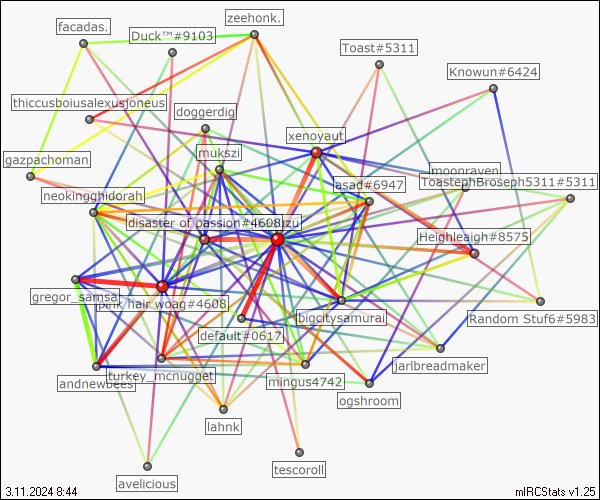 zeehonk.
facadas.
Duck™#9103
Toast#5311
Knowun#6424
thiccusboiusalexusjoneus
doggerdig
xenoyaut
mukszi
gazpachoman
moonraven
ToastephBroseph5311#5311
asad#6947
neokingghidorah
disaster of passion#4608
Heighleaigh#8575
gregor_samsa
pink hair woag#4608
bigcitysamurai
Random Stuf6#5983
default#0617
jarlbreadmaker
turkey_mcnugget
andnewbees
mingus4742
ogshroom
lahnk
tescoroll
avelicious
3.11.2024 8:44
mIRCStats v1.25